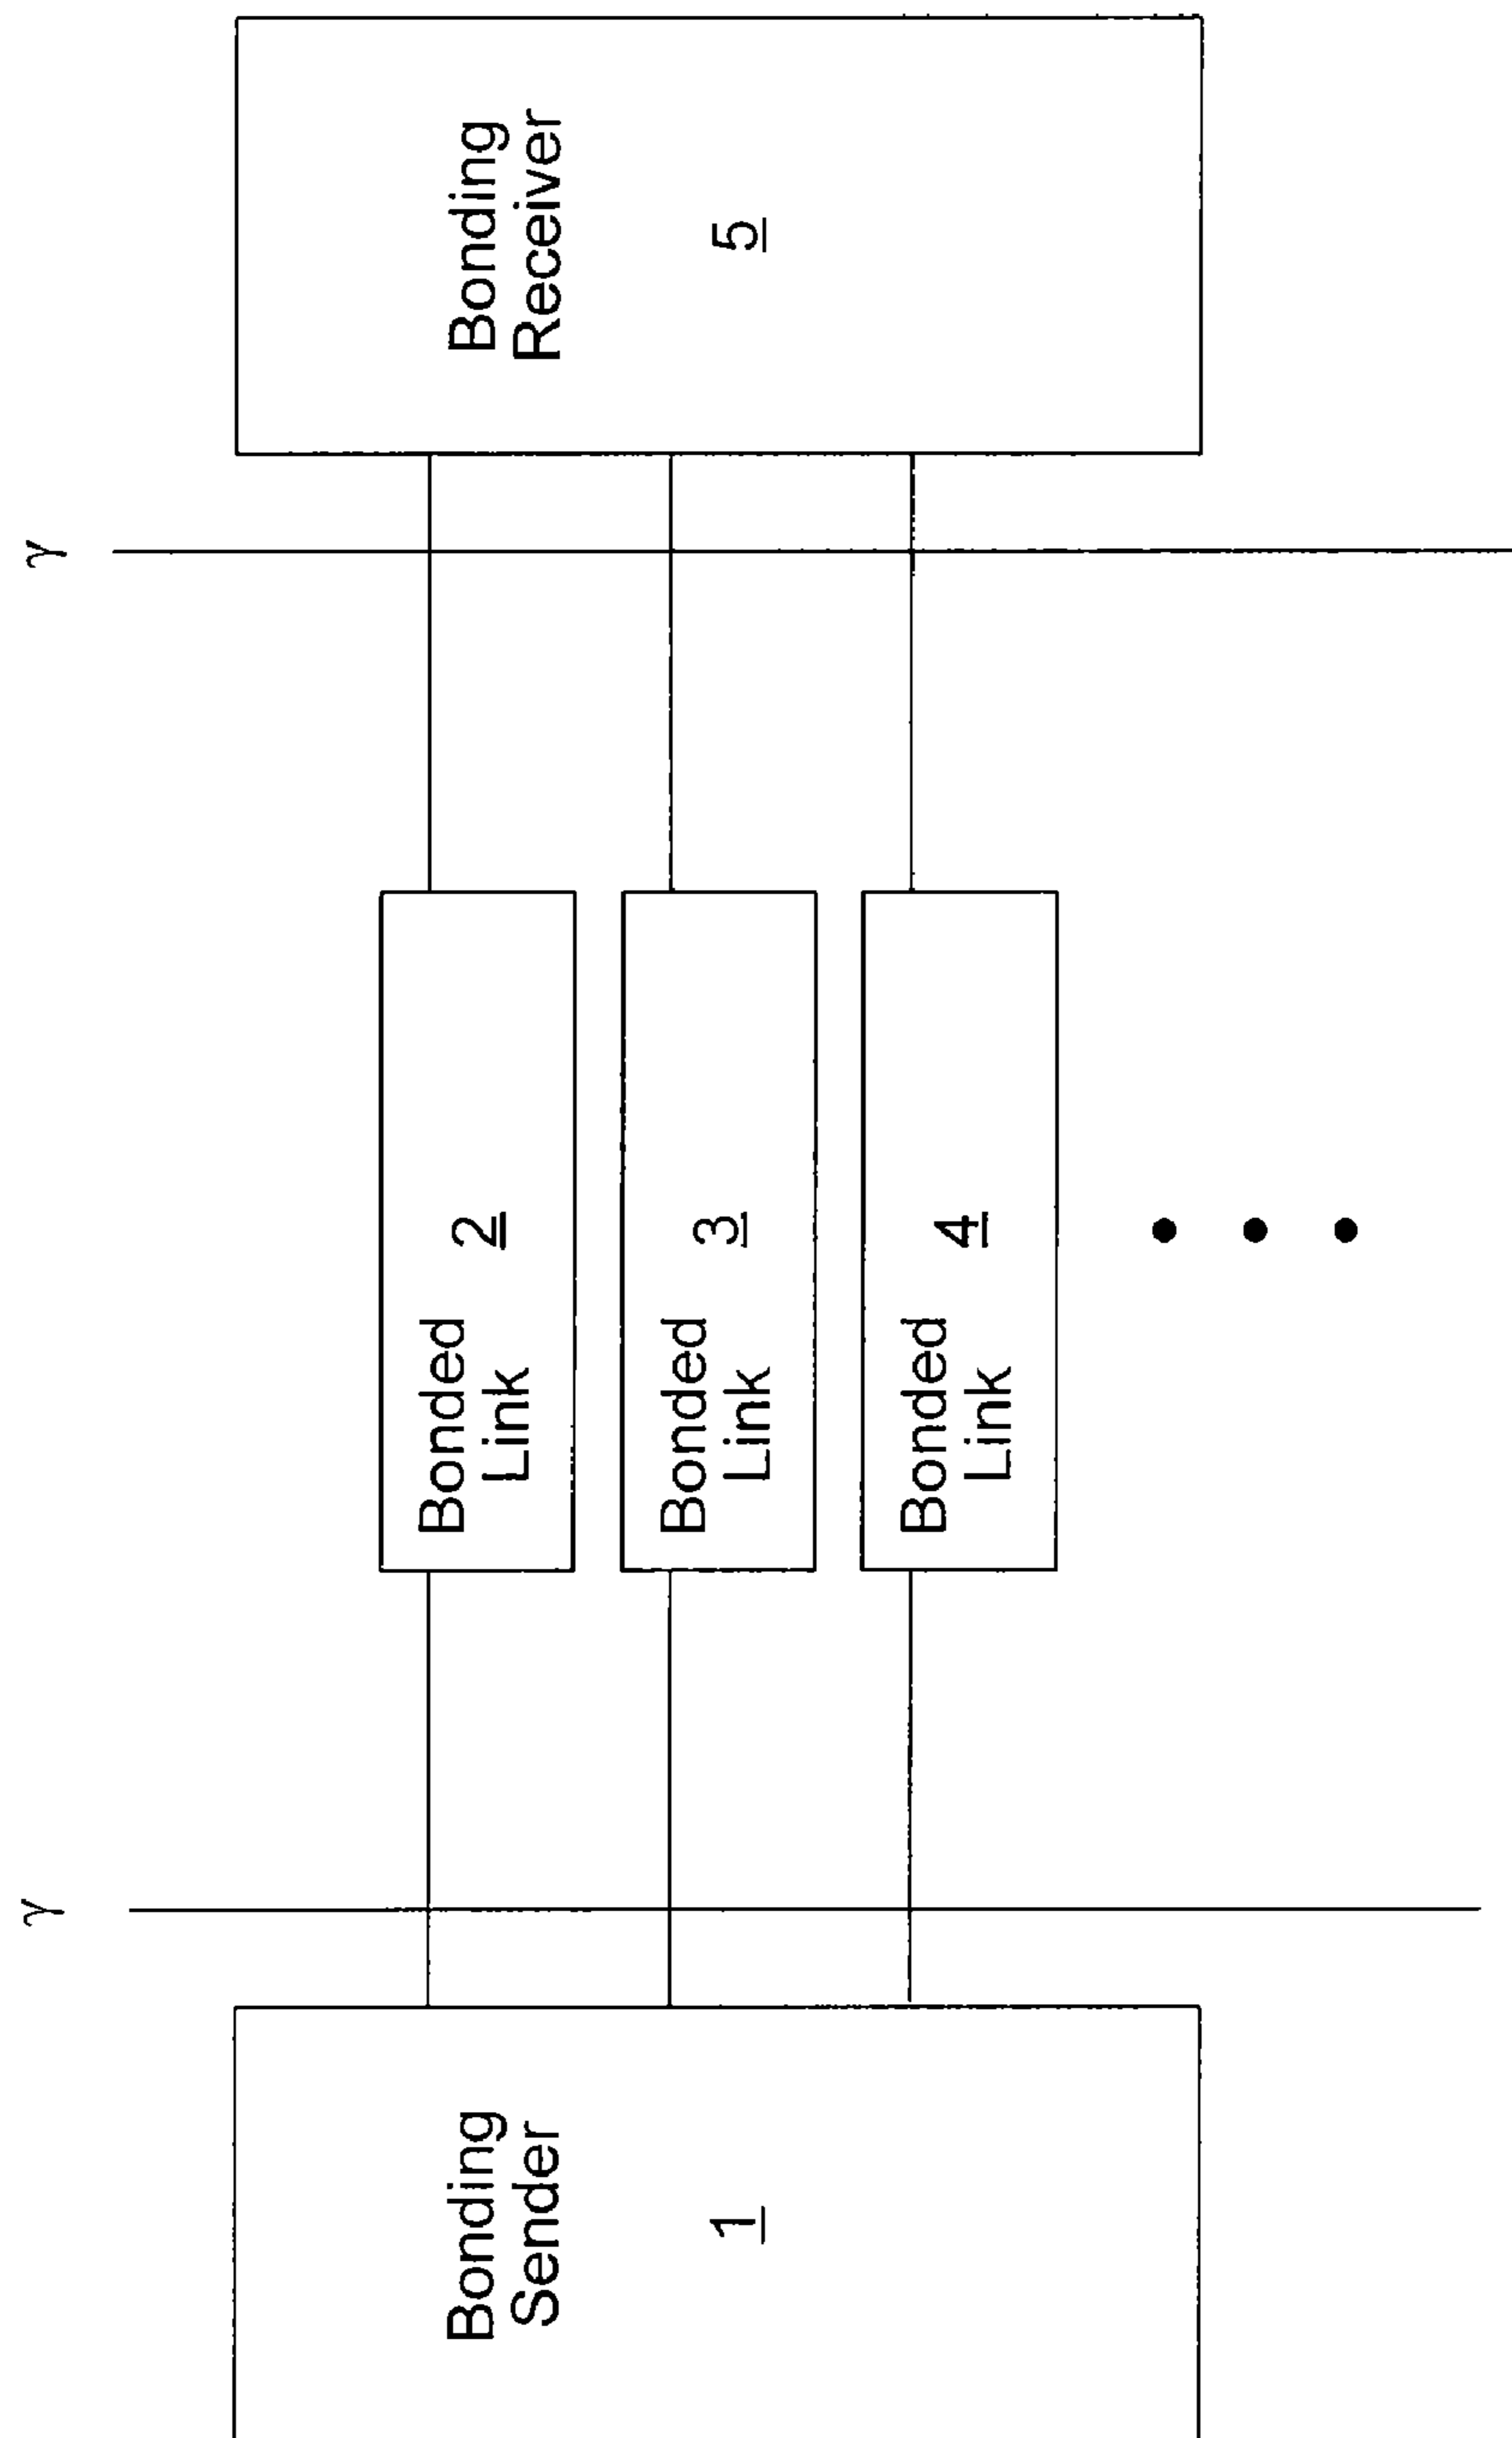 γ
γ
Bonding
Sender
1
Bonded
Link
2
Bonded
Link
3
Bonded
Link
4
Bonding
Receiver
5